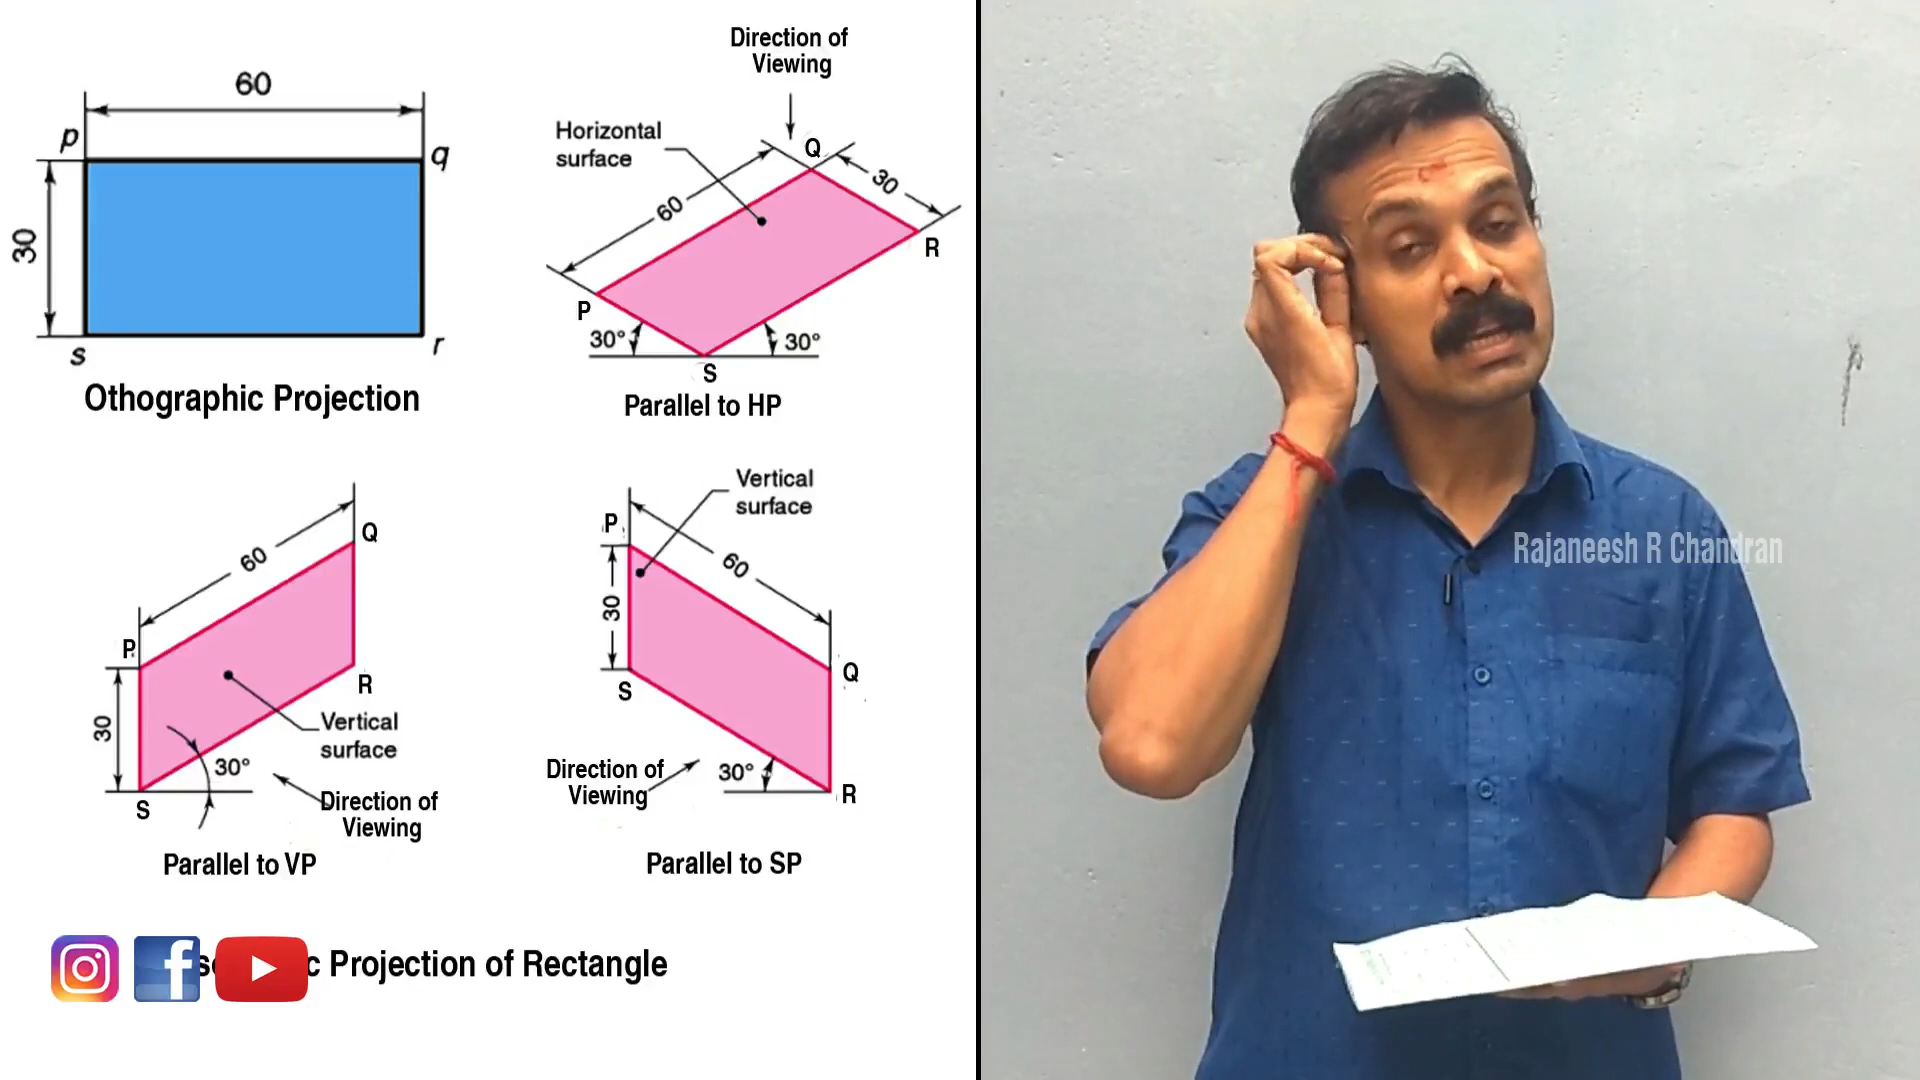 60
p
q
30
s
r
Othographic Projection
Direction of
Viewing
Horizontal
surface
Q
60
30
R
P
30°
30°
S
Parallel to HP
60
Q
P
30
R
Vertical
surface
30°
S
Direction of
Viewing
Parallel to VP
Vertical
surface
P
60
30
S
Q
Direction of
Viewing
30°
R
Parallel to SP
f
Projection of Rectangle
Rajaneesh R Chandran